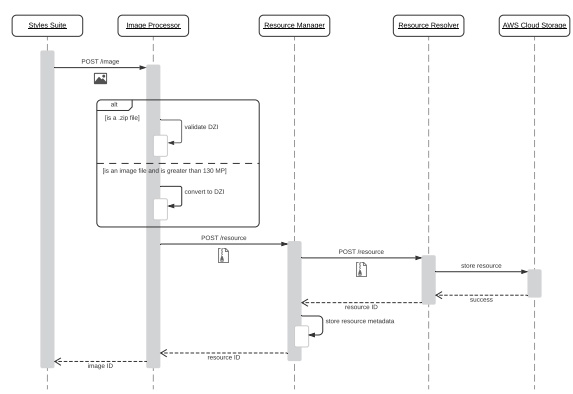 Styles Suite
Image Processor
Resource Manager
Resource Resolver
AWS Cloud Storage
POST /image
alt
[is a .zip file]
validate DZI
[is an image file and is greater than 130 MP]
convert to DZI
POST /resource
POST /resource
store resource
success
resource ID
store resource metadata
resource ID
image ID